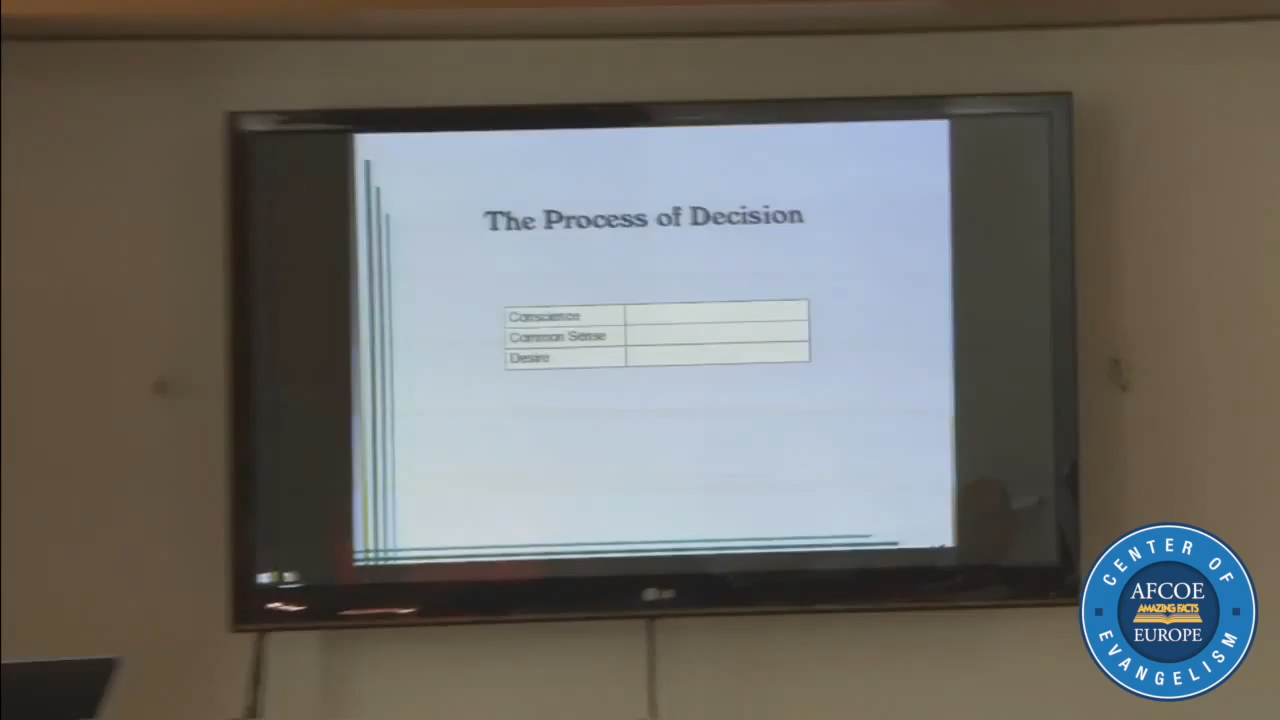 The Process of Decision
Conscience
Common Sense
Desire
CENTER OF
AFCOE
AMAZING FACTS
EUROPE
EVANGELISM